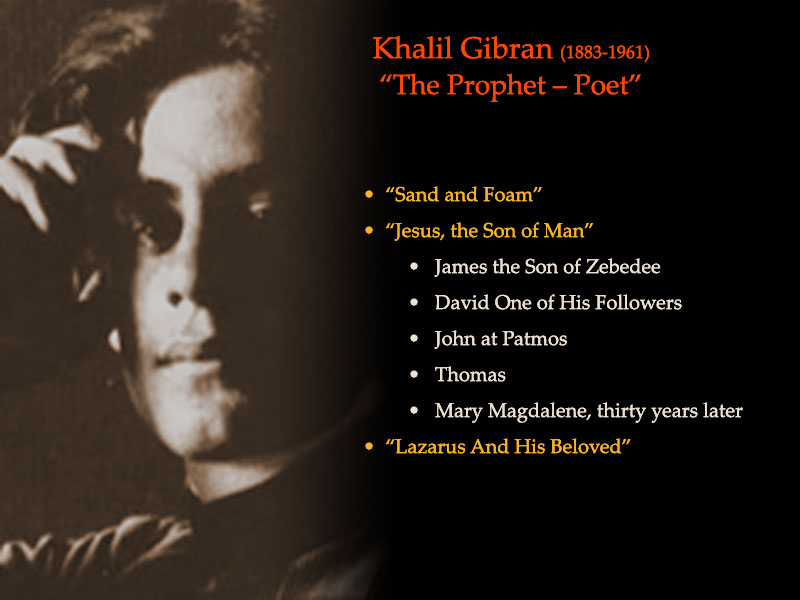 Khalil Gibran (1883-1961)
“The Prophet – Poet”
• “Sand and Foam”
• “Jesus, the Son of Man”
• James the Son of Zebedee
• David One of His Followers
• John at Patmos
• Thomas
• Mary Magdalene, thirty years later
• “Lazarus And His Beloved”